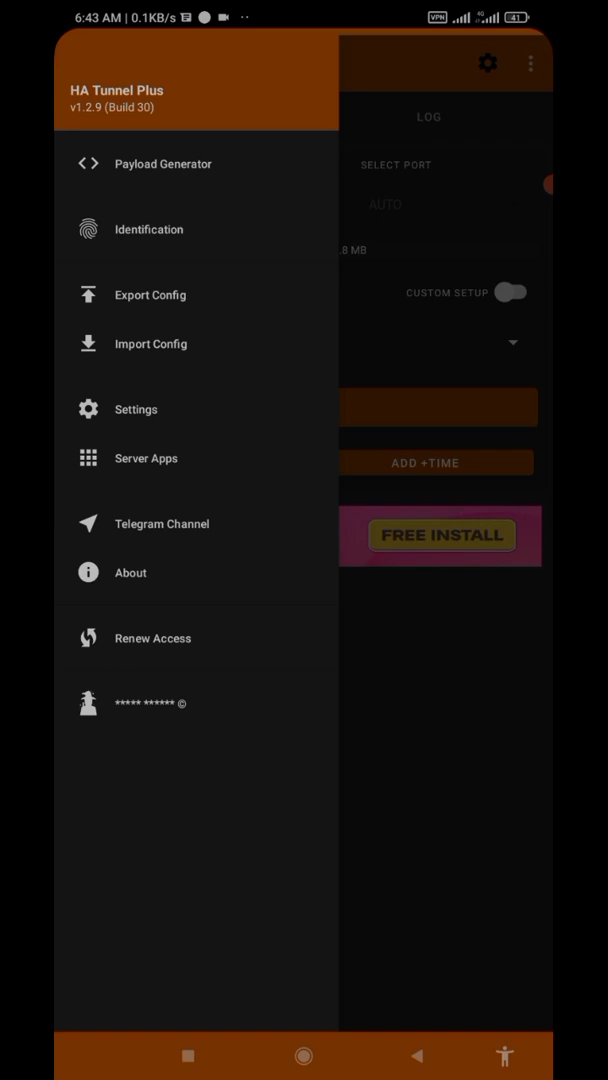 6:43 AM | 0.1KB/s
VPN
4G
41
HA Tunnel Plus
v1.2.9 (Build 30)
LOG
Payload Generator
SELECT PORT
AUTO
Identification
.8 MB
Export Config
CUSTOM SETUP
Import Config
Settings
Server Apps
ADD +TIME
Telegram Channel
FREE INSTALL
About
Renew Access
***** ****** ©